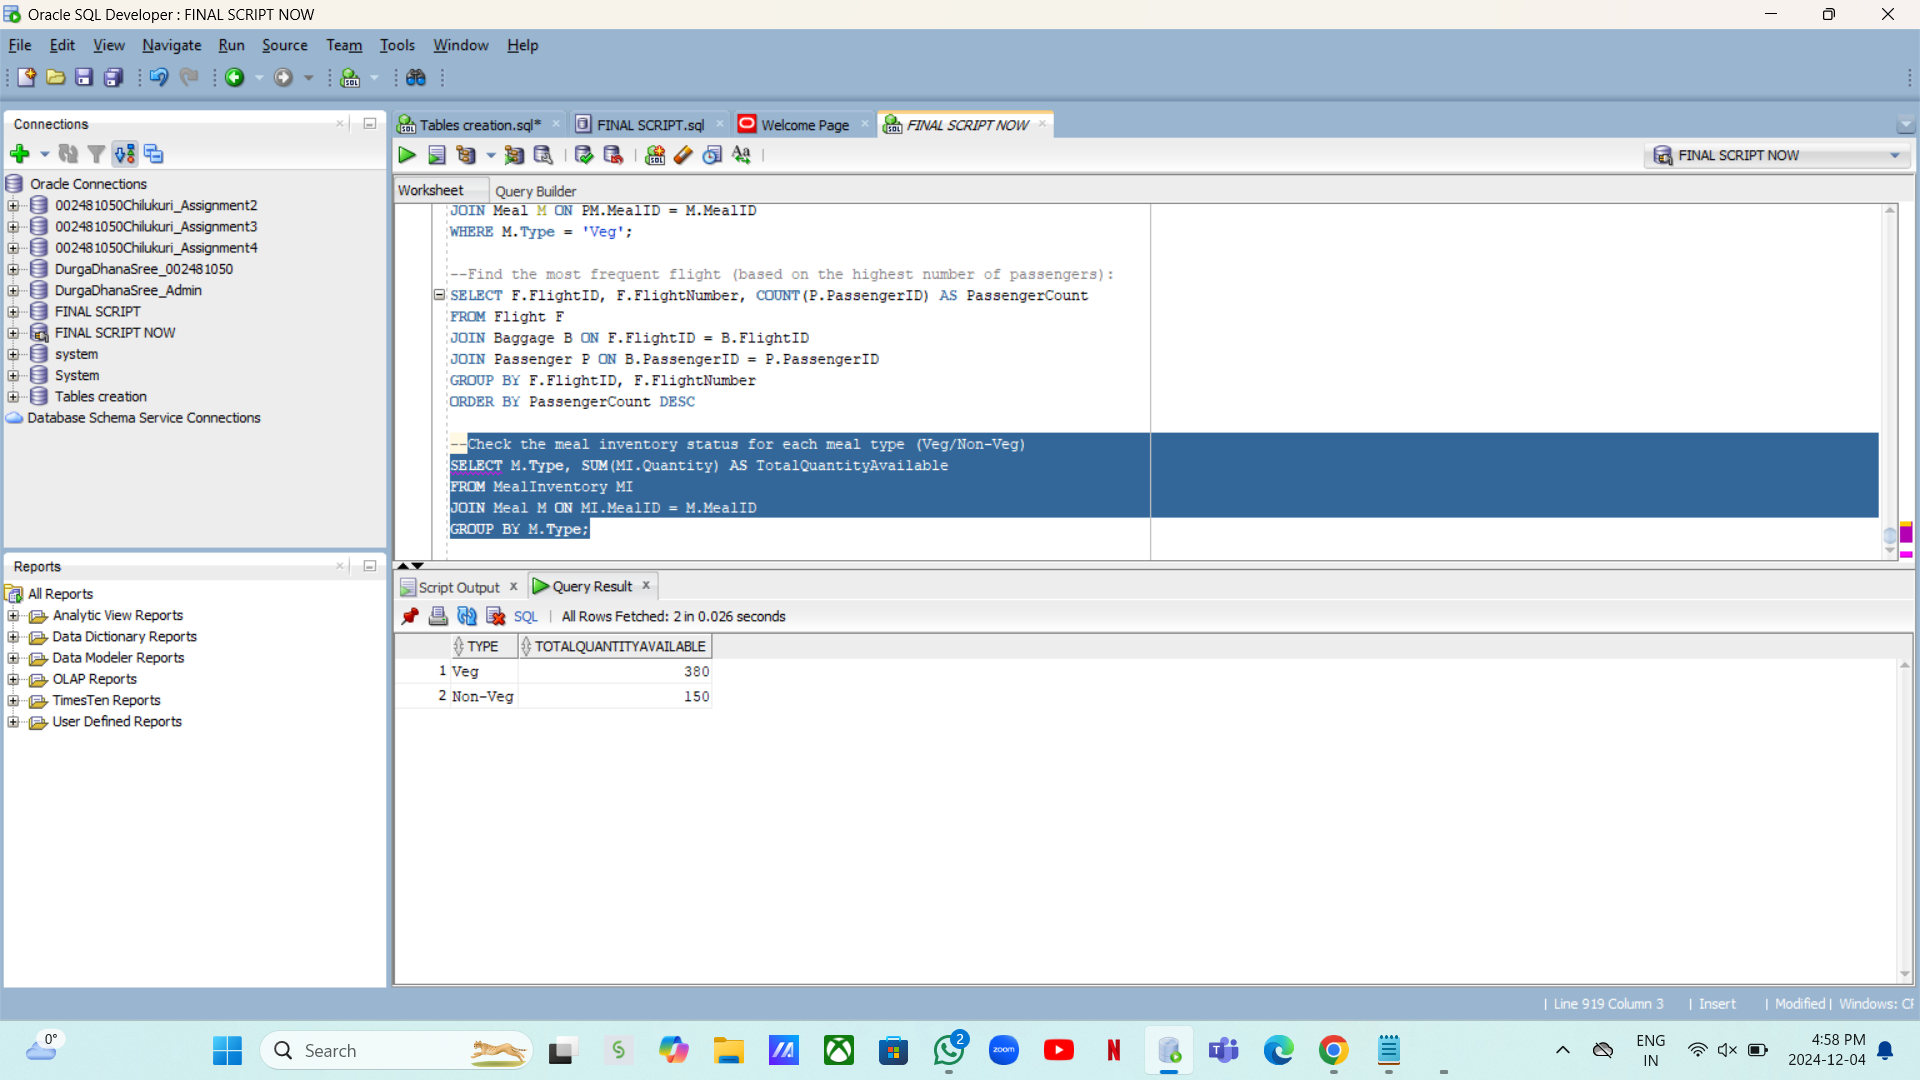 Oracle SQL Developer : FINAL SCRIPT NOW
File Edit View Navigate Run Source Team Tools Window Help
Connections
Oracle Connections
002481050Chilukuri_Assignment2
002481050Chilukuri_Assignment3
002481050Chilukuri_Assignment4
DurgaDhanaSree_002481050
DurgaDhanaSree_Admin
FINAL SCRIPT
FINAL SCRIPT NOW
system
System
Tables creation
Database Schema Service Connections
Reports
All Reports
Analytic View Reports
Data Dictionary Reports
Data Modeler Reports
OLAP Reports
TimesTen Reports
User Defined Reports
Tables creation.sql* FINAL SCRIPT.sql Welcome Page FINAL SCRIPT NOW
FINAL SCRIPT NOW
Worksheet Query Builder
JOIN Meal M ON PM.MealID = M.MealID
WHERE M.Type = 'Veg';
--Find the most frequent flight (based on the highest number of passengers):
SELECT F.FlightID, F.FlightNumber, COUNT(P.PassengerID) AS PassengerCount
FROM Flight F
JOIN Baggage B ON F.FlightID = B.FlightID
JOIN Passenger P ON B.PassengerID = P.PassengerID
GROUP BY F.FlightID, F.FlightNumber
ORDER BY PassengerCount DESC
--Check the meal inventory status for each meal type (Veg/Non-Veg)
SELECT M.Type, SUM(MI.Quantity) AS TotalQuantityAvailable
FROM MealInventory MI
JOIN Meal M ON MI.MealID = M.MealID
GROUP BY M.Type;
Script Output Query Result
SQL | All Rows Fetched: 2 in 0.026 seconds
TYPE TOTALQUANTITYAVAILABLE
1 Veg 380
2 Non-Veg 150
| Line 919 Column 3 | Insert | Modified | Windows: CF
0°
Search
2
zoom
ENG
IN
4:58 PM
2024-12-04